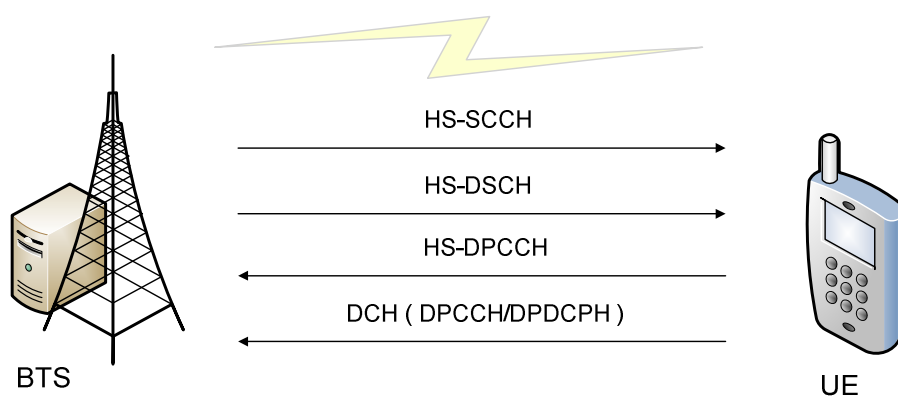 HS-SCCH
HS-DSCH
HS-DPCCH
DCH ( DPCCH/DPDCPH )
BTS
UE